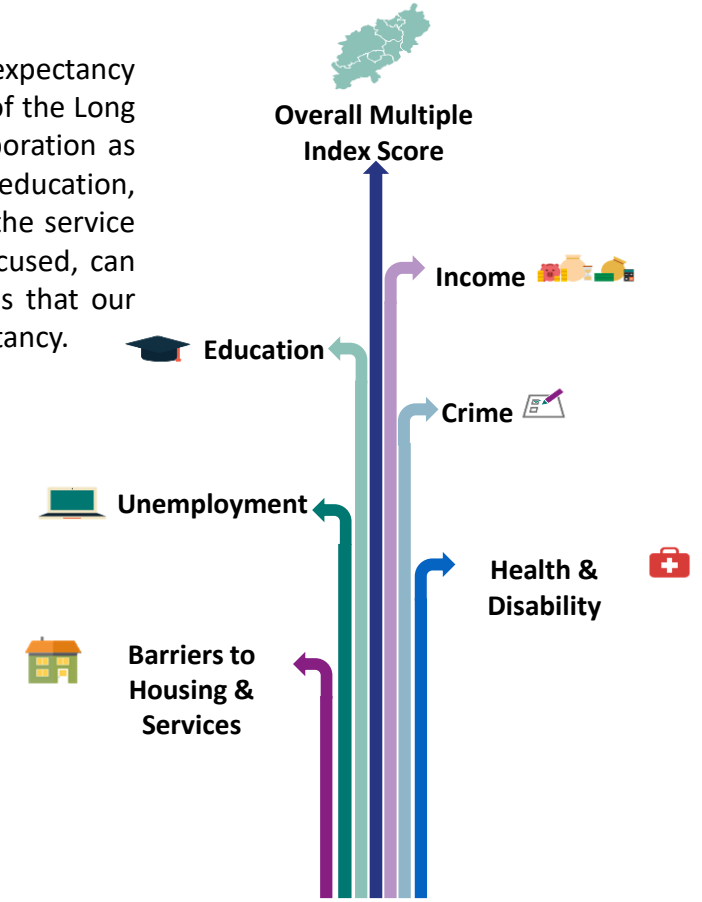 expectancy
of the Long
poration as
education,
the service
cused, can
s that our
tancy.
Overall Multiple
Index Score
Income
Education
Crime
Unemployment
Health &
Disability
Barriers to
Housing &
Services